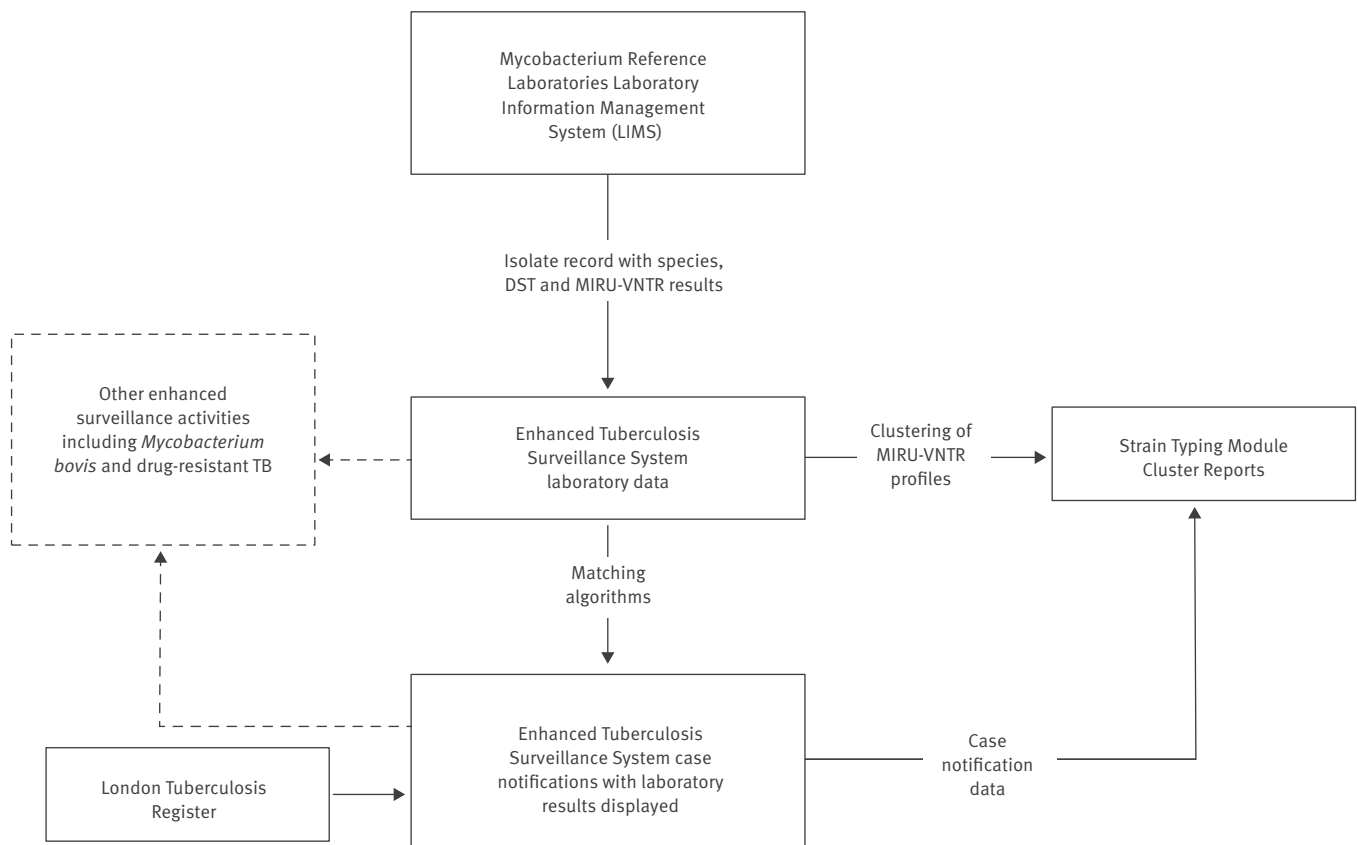 Mycobacterium Reference
Laboratories Laboratory
Information Management
System (LIMS)
Isolate record with species,
DST and MIRU-VNTR results
Other enhanced
surveillance activities
including Mycobacterium
bovis and drug-resistant TB
Enhanced Tuberculosis
Surveillance System
laboratory data
Clustering of
MIRU-VNTR
profiles
Strain Typing Module
Cluster Reports
Matching
algorithms
London Tuberculosis
Register
Enhanced Tuberculosis
Surveillance System case
notifications with laboratory
results displayed
Case
notification
data